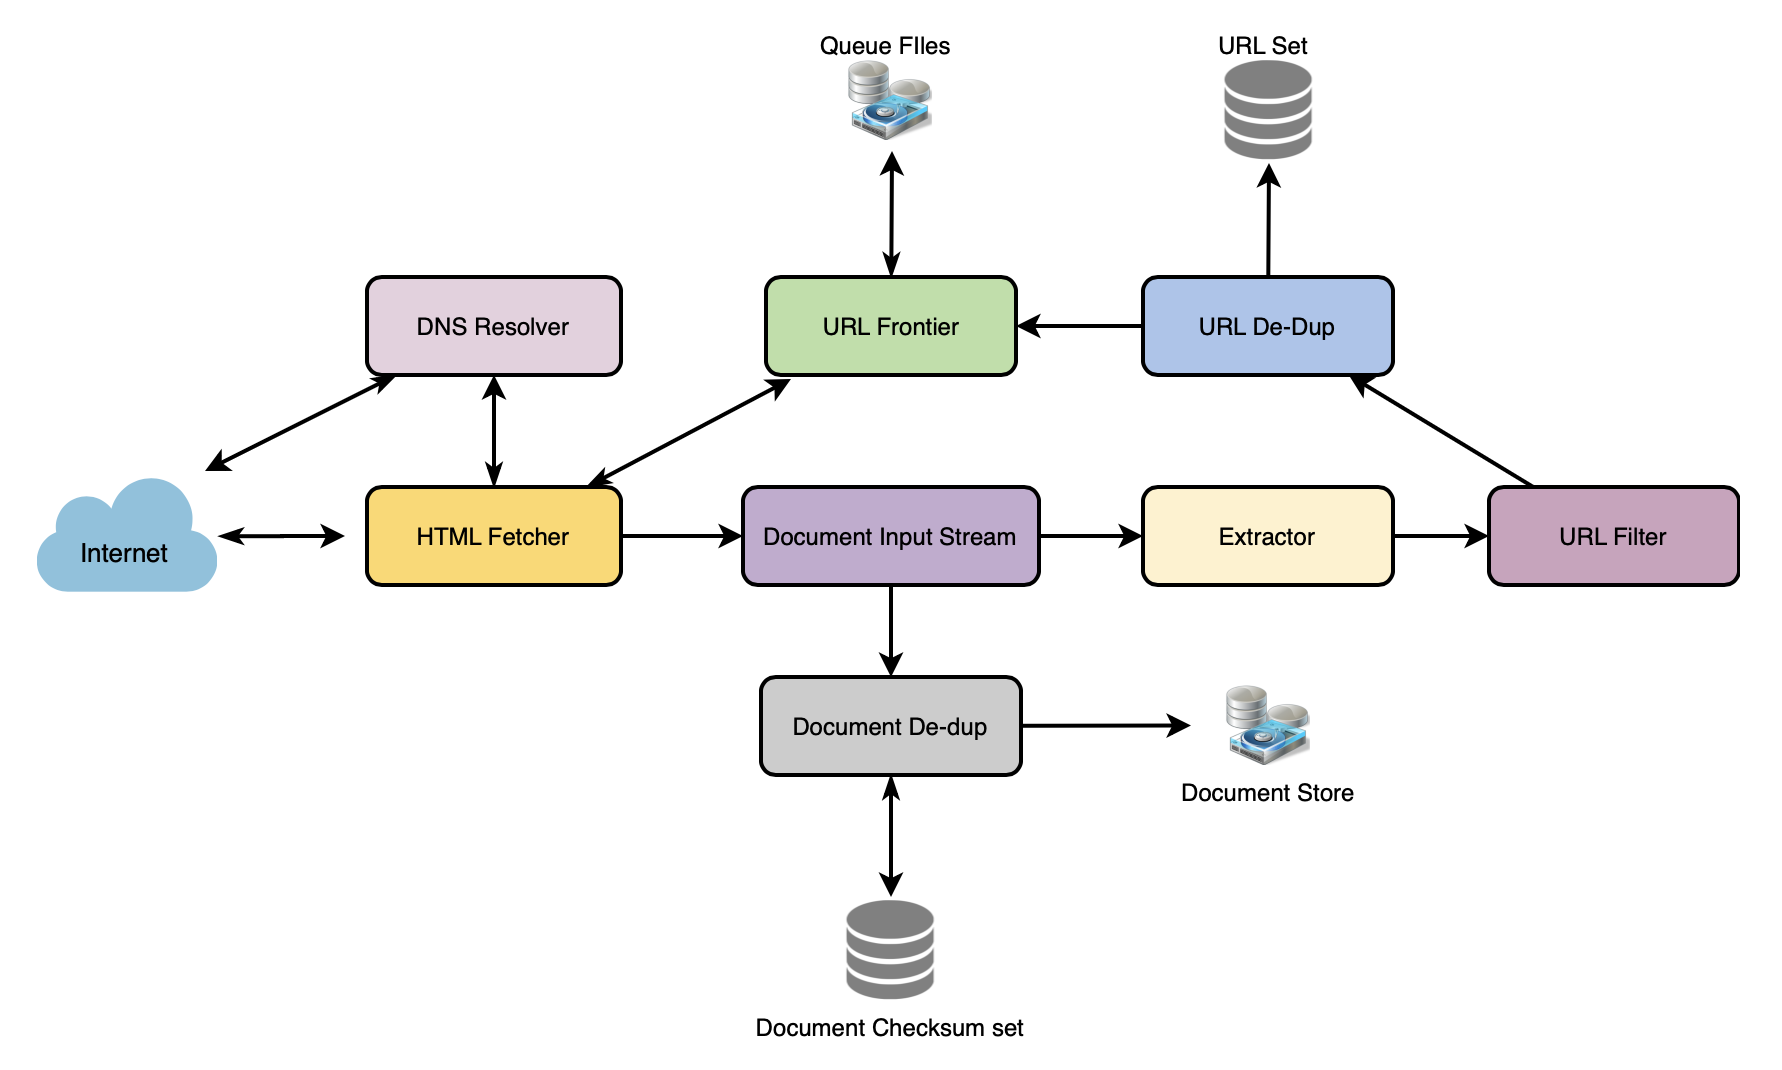 Queue FIles
URL Set
DNS Resolver
URL Frontier
URL De-Dup
Internet
HTML Fetcher
Document Input Stream
Extractor
URL Filter
Document De-dup
Document Store
Document Checksum set